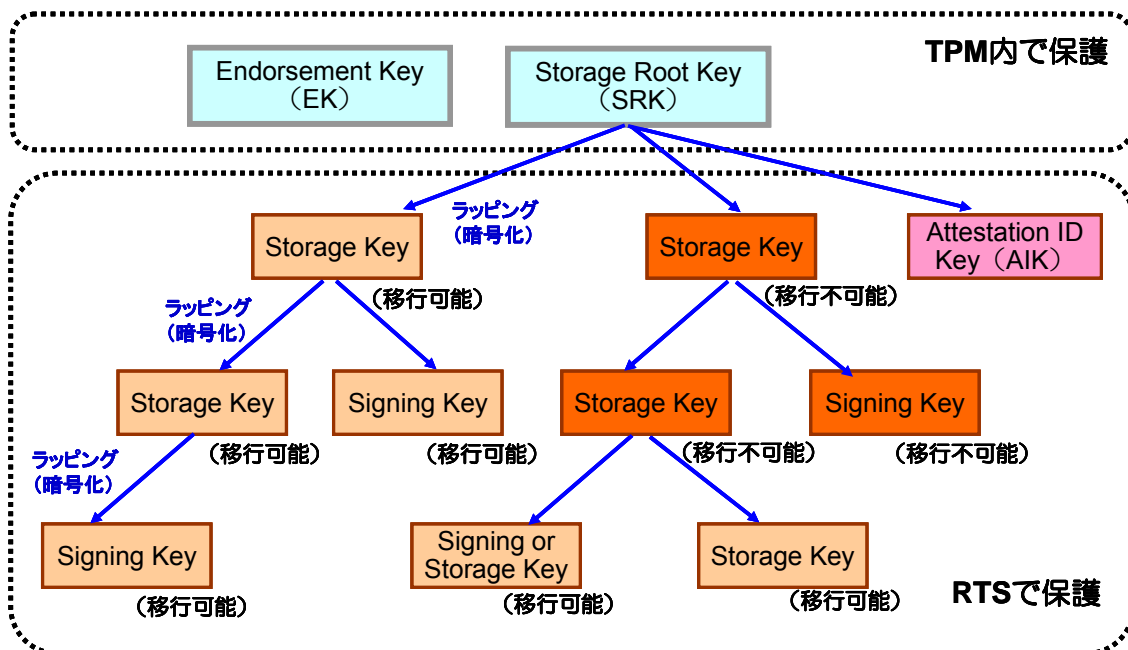 TPM内で保護
Endorsement Key
（EK）
Storage Root Key
（SRK）
ラッピング
（暗号化）
Storage Key
（移行可能）
Storage Key
（移行不可能）
Attestation ID
Key（AIK）
ラッピング
（暗号化）
Storage Key
（移行可能）
Signing Key
（移行可能）
Storage Key
（移行不可能）
Signing Key
（移行不可能）
ラッピング
（暗号化）
Signing Key
（移行可能）
Signing or
Storage Key
（移行可能）
Storage Key
（移行可能）
RTSで保護